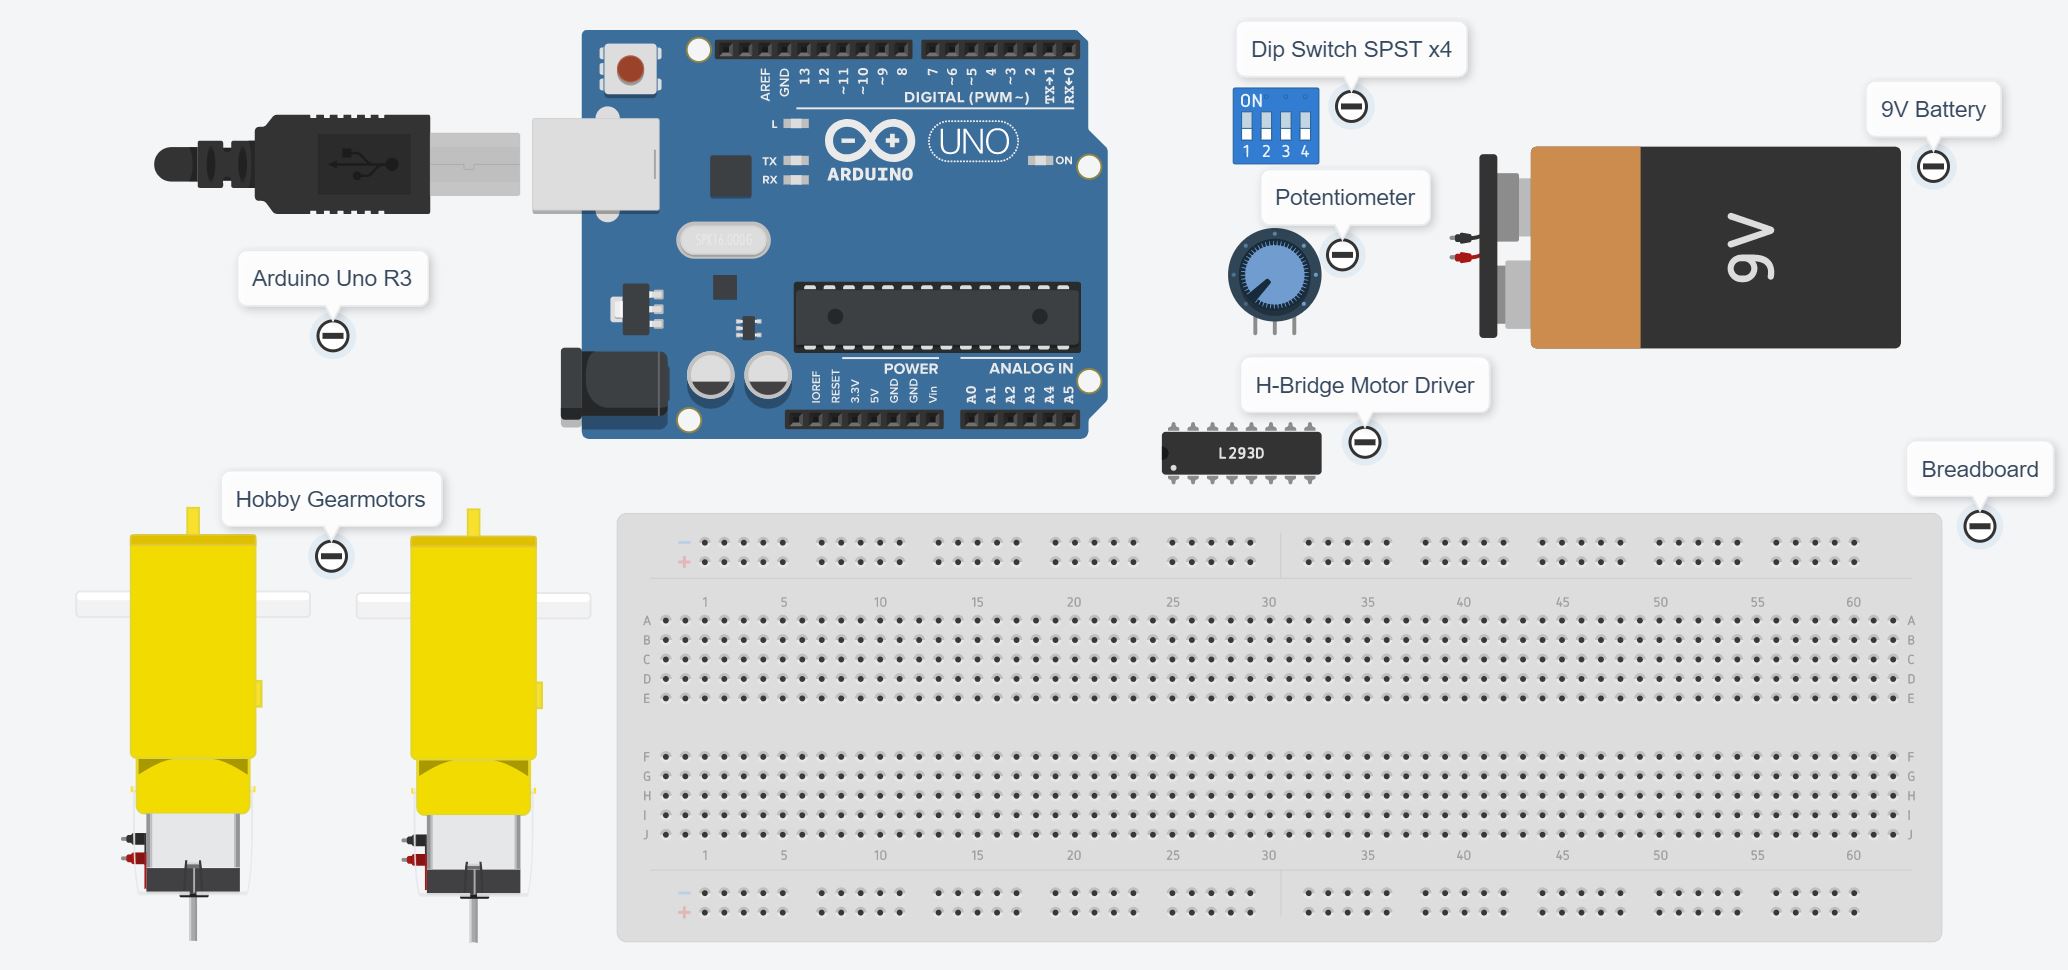 Dip Switch SPST x4
9V Battery
AREF
GND
13
12
~11
~10
~9
8
7
~6
~5
4
~3
2
TX→1
RX←0
DIGITAL (PWM~)
L
TX
RX
ARDUINO
UNO
ON
ON
1 2 3 4
Potentiometer
9V
Arduino Uno R3
SPK16.000G
POWER
ANALOG IN
IOREF
RESET
3.3V
5V
GND
GND
Vin
A0
A1
A2
A3
A4
A5
H-Bridge Motor Driver
L293D
Breadboard
Hobby Gearmotors
−
+
1 5 10 15 20 25 30 35 40 45 50 55 60
A A
B B
C C
D D
E E
F F
G G
H H
I I
J J
1 5 10 15 20 25 30 35 40 45 50 55 60
−
+